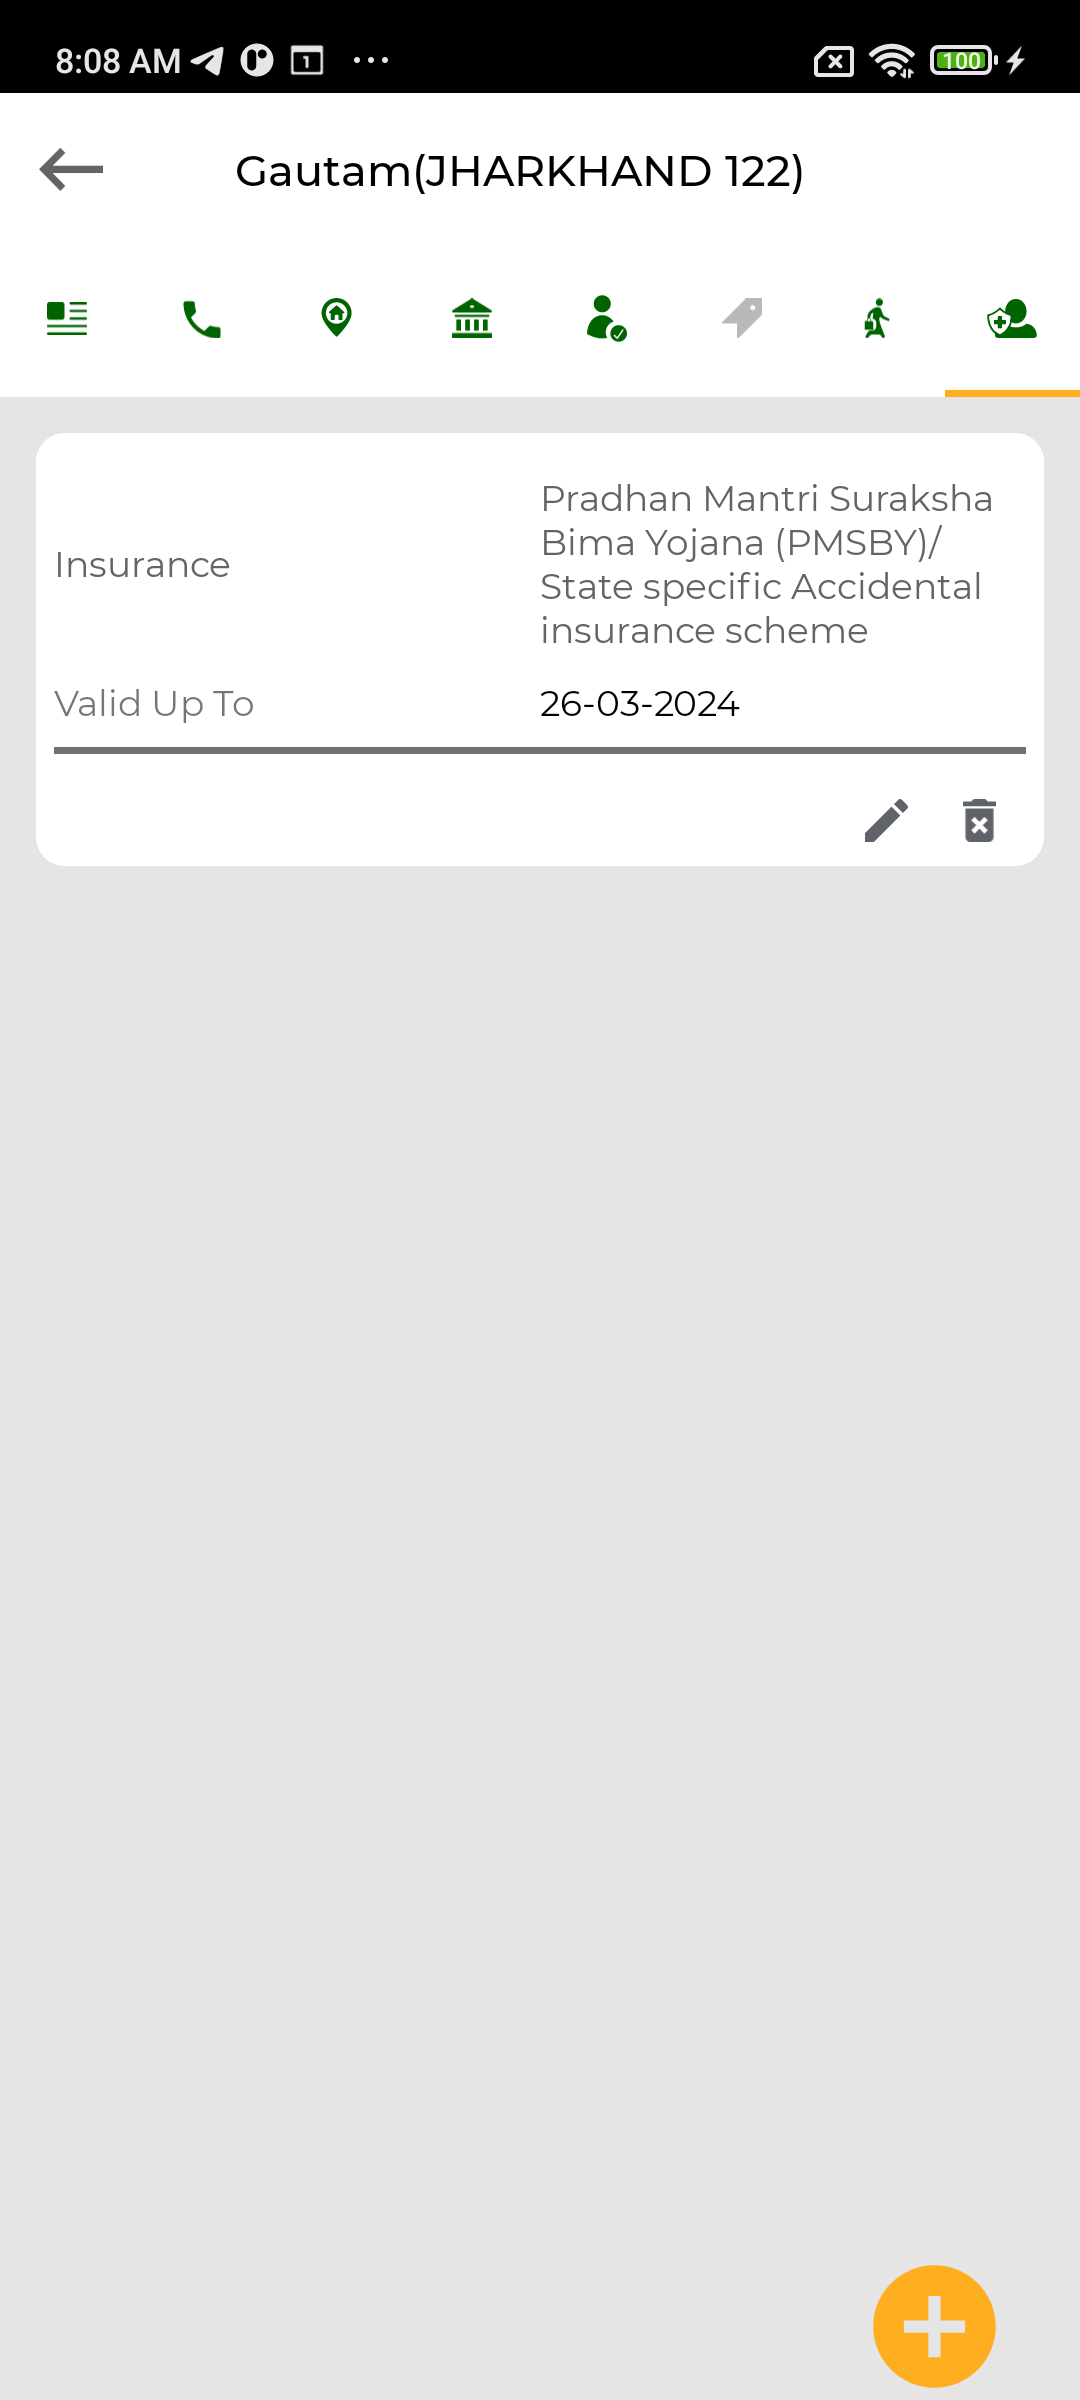 8:08 AM
100
Gautam(JHARKHAND 122)
Insurance
Pradhan Mantri Suraksha
Bima Yojana (PMSBY)/
State specific Accidental
insurance scheme
Valid Up To
26-03-2024